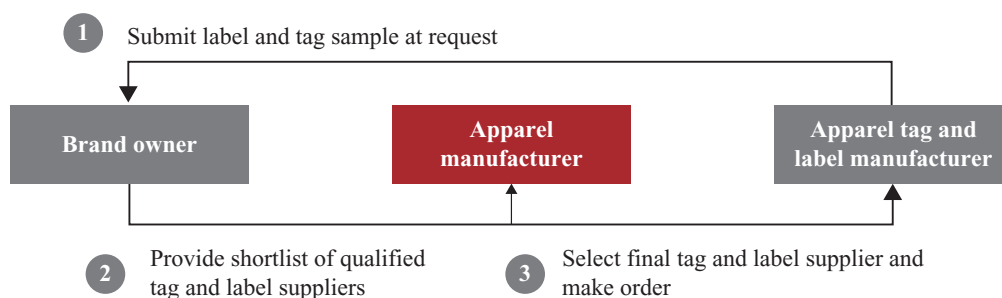 1
Submit label and tag sample at request
Brand owner
Apparel
manufacturer
Apparel tag and
label manufacturer
2
Provide shortlist of qualified
tag and label suppliers
3
Select final tag and label supplier and
make order